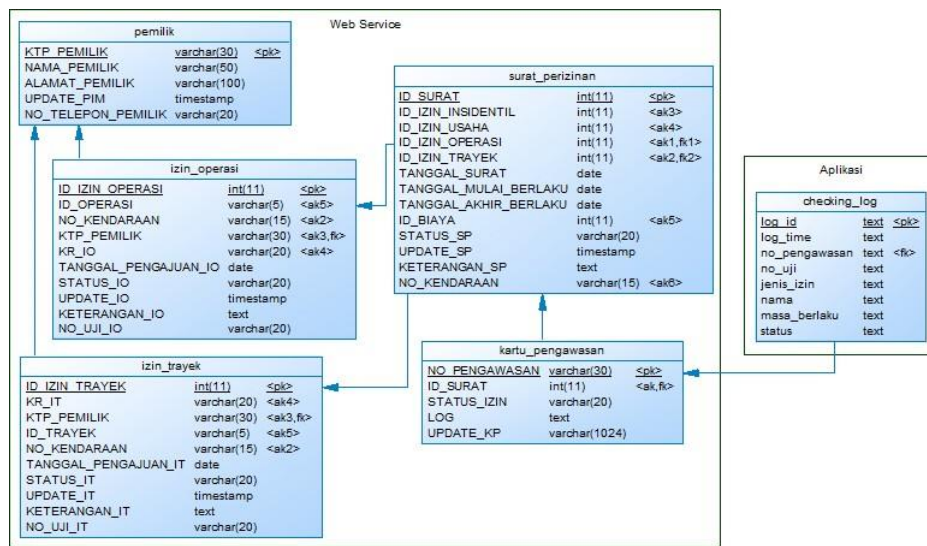 Web Service
pemilik
KTP_PEMILIK varchar(30) <pk>
NAMA_PEMILIK varchar(50)
ALAMAT_PEMILIK varchar(100)
UPDATE_PIM timestamp
NO_TELEPON_PEMILIK varchar(20)
izin_operasi
ID_IZIN_OPERASI int(11) <pk>
ID_OPERASI varchar(5) <ak5>
NO_KENDARAAN varchar(15) <ak2>
KTP_PEMILIK varchar(30) <ak3,fk>
KR_IO varchar(20) <ak4>
TANGGAL_PENGAJUAN_IO date
STATUS_IO varchar(20)
UPDATE_IO timestamp
KETERANGAN_IO text
NO_UJI_IO varchar(20)
izin_trayek
ID_IZIN_TRAYEK int(11) <pk>
KR_IT varchar(20) <ak4>
KTP_PEMILIK varchar(30) <ak3,fk>
ID_TRAYEK varchar(5) <ak5>
NO_KENDARAAN varchar(15) <ak2>
TANGGAL_PENGAJUAN_IT date
STATUS_IT varchar(20)
UPDATE_IT timestamp
KETERANGAN_IT text
NO_UJI_IT varchar(20)
surat_perizinan
ID_SURAT int(11) <pk>
ID_IZIN_INSIDENTIL int(11) <ak3>
ID_IZIN_USAHA int(11) <ak4>
ID_IZIN_OPERASI int(11) <ak1,fk1>
ID_IZIN_TRAYEK int(11) <ak2,fk2>
TANGGAL_SURAT date
TANGGAL_MULAI_BERLAKU date
TANGGAL_AKHIR_BERLAKU date
ID_BIAYA int(11) <ak5>
STATUS_SP varchar(20)
UPDATE_SP timestamp
KETERANGAN_SP text
NO_KENDARAAN varchar(15) <ak6>
kartu_pengawasan
NO_PENGAWASAN varchar(30) <pk>
ID_SURAT int(11) <ak,fk>
STATUS_IZIN varchar(20)
LOG text
UPDATE_KP varchar(1024)
Aplikasi
checking_log
log_id text <pk>
log_time text
no_pengawasan text <fk>
no_uji text
jenis_izin text
nama text
masa_berlaku text
status text